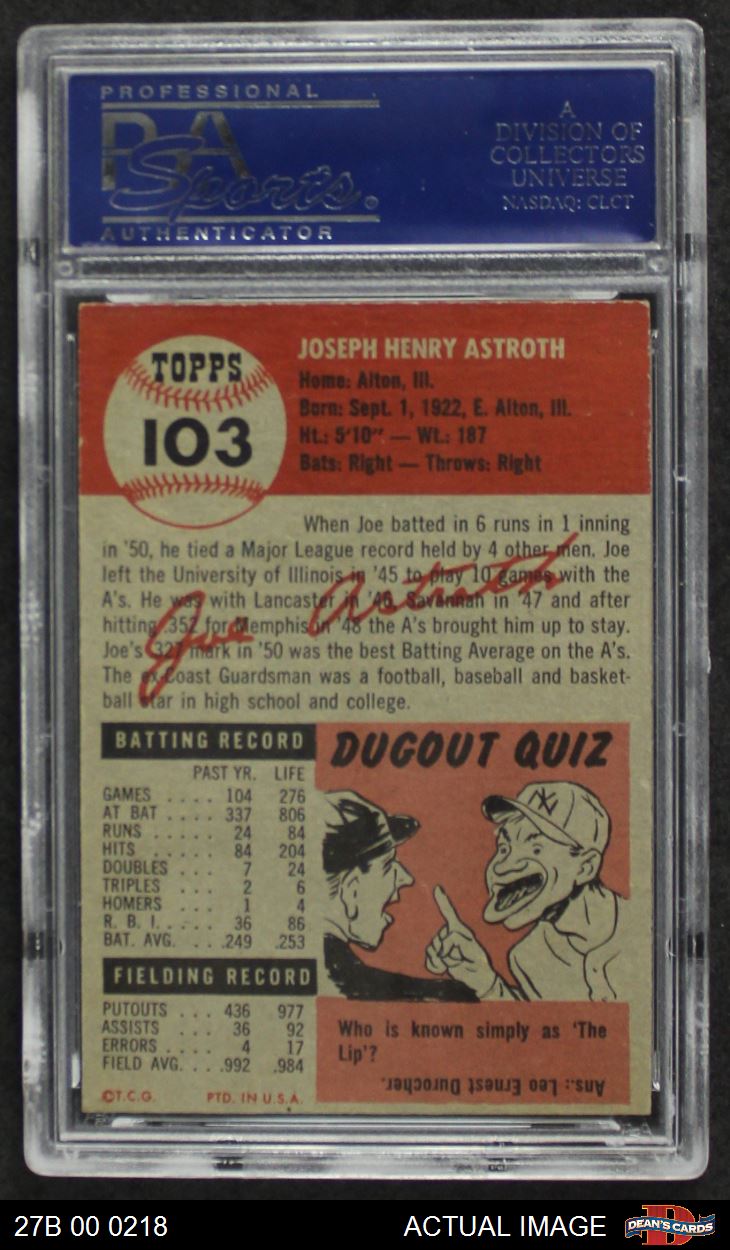 PROFESSIONAL
PSA
Sports®
AUTHENTICATOR
A
DIVISION OF
COLLECTORS
UNIVERSE
NASDAQ: CLCT
TOPPS
103
JOSEPH HENRY ASTROTH
Home: Alton, Ill.
Born: Sept. 1, 1922, E. Alton, Ill.
Ht.: 5'10" — Wt.: 187
Bats: Right — Throws: Right
When Joe batted in 6 runs in 1 inning
in '50, he tied a Major League record held by 4 other men. Joe
left the University of Illinois in '45 to play 10 games with the
A's. He was with Lancaster in '46, Savannah in '47 and after
hitting .352 for Memphis in '48 the A's brought him up to stay.
Joe's .327 mark in '50 was the best Batting Average on the A's.
The ex-Coast Guardsman was a football, baseball and basket-
ball star in high school and college.
Joe Astroth
BATTING RECORD
PAST YR. LIFE
GAMES .... 104 276
AT BAT .... 337 806
RUNS ..... 24 84
HITS ..... 84 204
DOUBLES ... 7 24
TRIPLES ... 2 6
HOMERS ... 1 4
R. B. I. .... 36 86
BAT. AVG. ... .249 .253
FIELDING RECORD
PUTOUTS ... 436 977
ASSISTS ... 36 92
ERRORS .... 4 17
FIELD AVG. ... .992 .984
©T.C.G. PTD. IN U.S.A.
DUGOUT QUIZ
NY
Who is known simply as 'The
Lip'?
Ans.: Leo Ernest Durocher.
27B 00 0218
ACTUAL IMAGE
D
DEAN'S CARDS